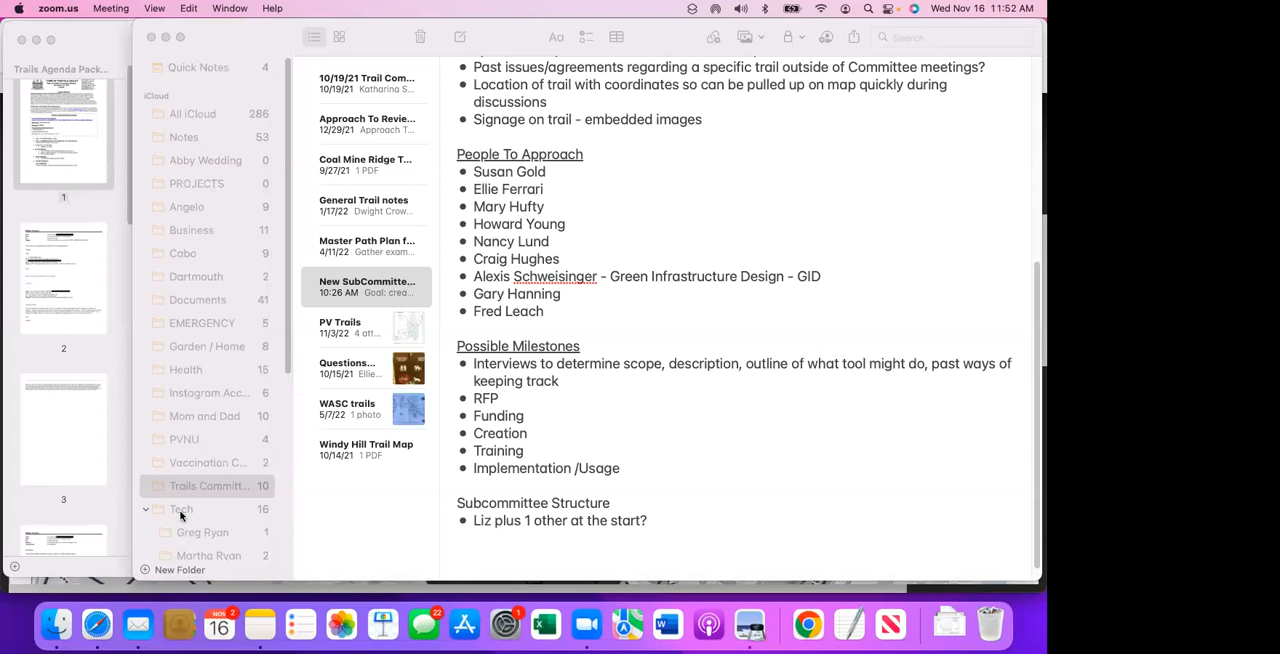 zoom.us Meeting View Edit Window Help Wed Nov 16 11:52 AM
Trails Agenda Pack...
1
2
3
Quick Notes 4
iCloud
All iCloud 286
Notes 53
Abby Wedding 0
PROJECTS 0
Angelo 9
Business 11
Cabo 9
Dartmouth 2
Documents 41
EMERGENCY 5
Garden / Home 8
Health 15
Instagram Acc... 6
Mom and Dad 10
PVNU 4
Vaccination C... 2
Trails Committ... 10
Tech 16
Greg Ryan 1
Martha Ryan 2
New Folder
Aa
Search
10/19/21 Trail Com...
10/19/21 Katharina S...
Approach To Revie...
12/29/21 Approach T...
Coal Mine Ridge T...
9/27/21 1 PDF
General Trail notes
1/17/22 Dwight Crow...
Master Path Plan f...
4/11/22 Gather exam...
New SubCommitte...
10:26 AM Goal: crea...
PV Trails
11/3/22 4 att...
Questions...
10/15/21 Ellie...
WASC trails
5/7/22 1 photo
Windy Hill Trail Map
10/14/21 1 PDF
• Past issues/agreements regarding a specific trail outside of Committee meetings?
• Location of trail with coordinates so can be pulled up on map quickly during
discussions
• Signage on trail - embedded images
People To Approach
• Susan Gold
• Ellie Ferrari
• Mary Hufty
• Howard Young
• Nancy Lund
• Craig Hughes
• Alexis Schweisinger - Green Infrastructure Design - GID
• Gary Hanning
• Fred Leach
Possible Milestones
• Interviews to determine scope, description, outline of what tool might do, past ways of
keeping track
• RFP
• Funding
• Creation
• Training
• Implementation /Usage
Subcommittee Structure
• Liz plus 1 other at the start?
NOV
16
2
22
1